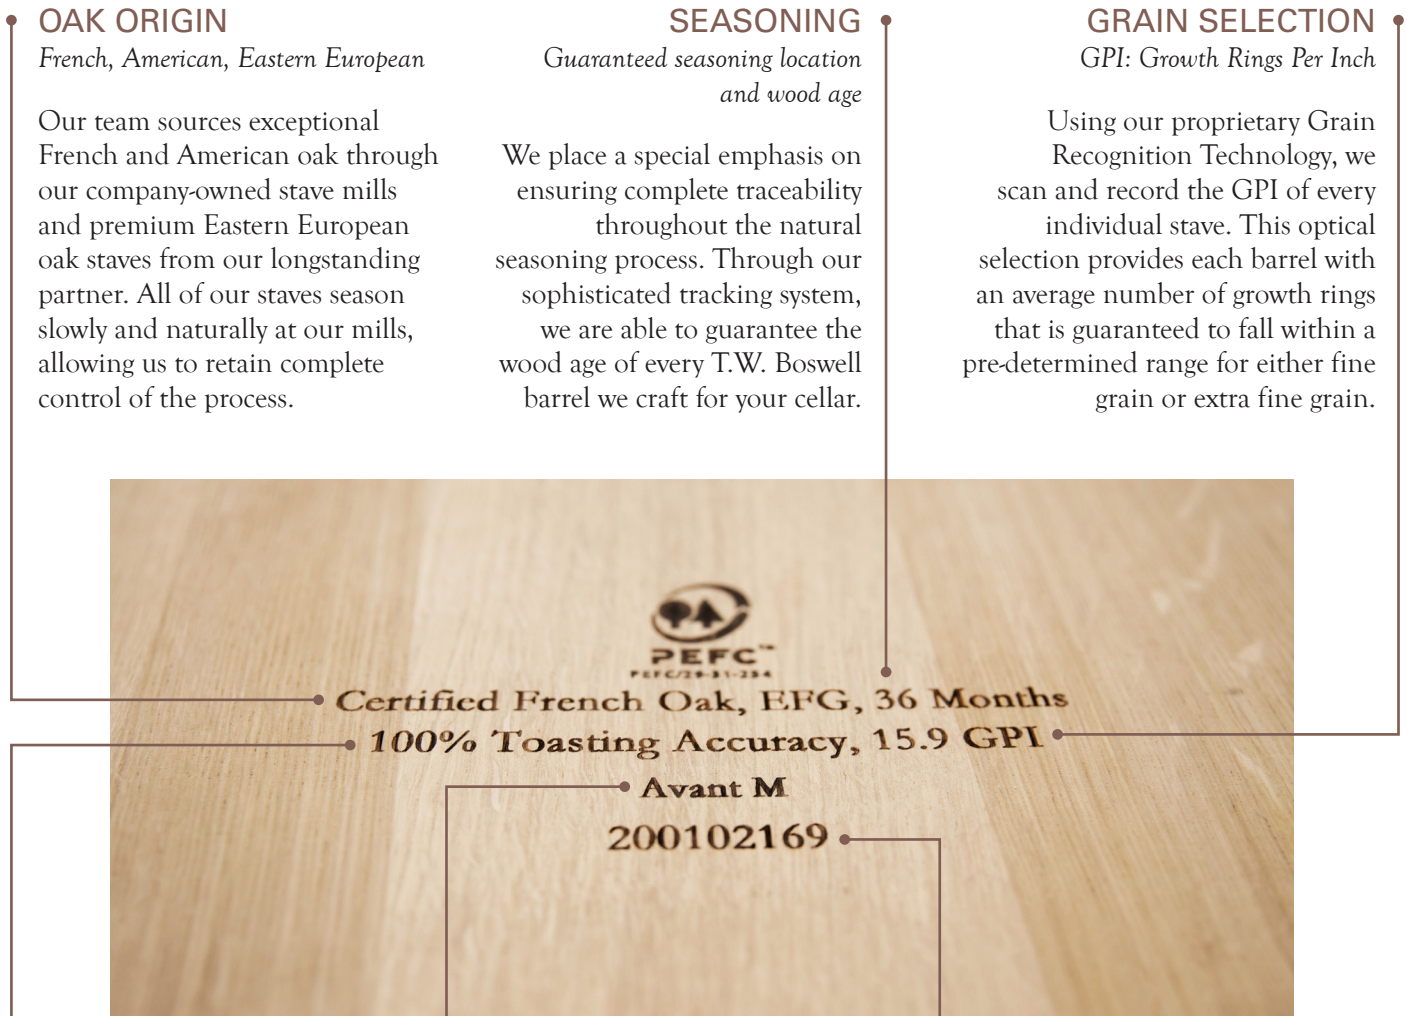 OAK ORIGIN
French, American, Eastern European
Our team sources exceptional
French and American oak through
our company-owned stave mills
and premium Eastern European
oak staves from our longstanding
partner. All of our staves season
slowly and naturally at our mills,
allowing us to retain complete
control of the process.
SEASONING
Guaranteed seasoning location
and wood age
We place a special emphasis on
ensuring complete traceability
throughout the natural
seasoning process. Through our
sophisticated tracking system,
we are able to guarantee the
wood age of every T.W. Boswell
barrel we craft for your cellar.
GRAIN SELECTION
GPI: Growth Rings Per Inch
Using our proprietary Grain
Recognition Technology, we
scan and record the GPI of every
individual stave. This optical
selection provides each barrel with
an average number of growth rings
that is guaranteed to fall within a
pre-determined range for either fine
grain or extra fine grain.
PEFC™
PEFC/29-31-234
Certified French Oak, EFG, 36 Months
100% Toasting Accuracy, 15.9 GPI
Avant M
200102169